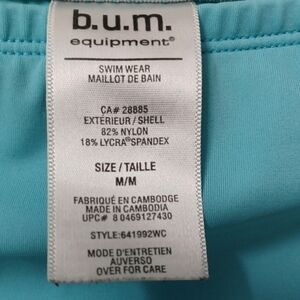 b.u.m.
equipment®
SWIM WEAR
MAILLOT DE BAIN
CA# 28885
EXTÉRIEUR / SHELL
82% NYLON
18% LYCRA® SPANDEX
SIZE / TAILLE
M/M
FABRIQUÉ EN CAMBODGE
MADE IN CAMBODIA
UPC# 8 0469127430
STYLE: 641992WC
MODE D'ENTRETIEN
AUVERSO
OVER FOR CARE